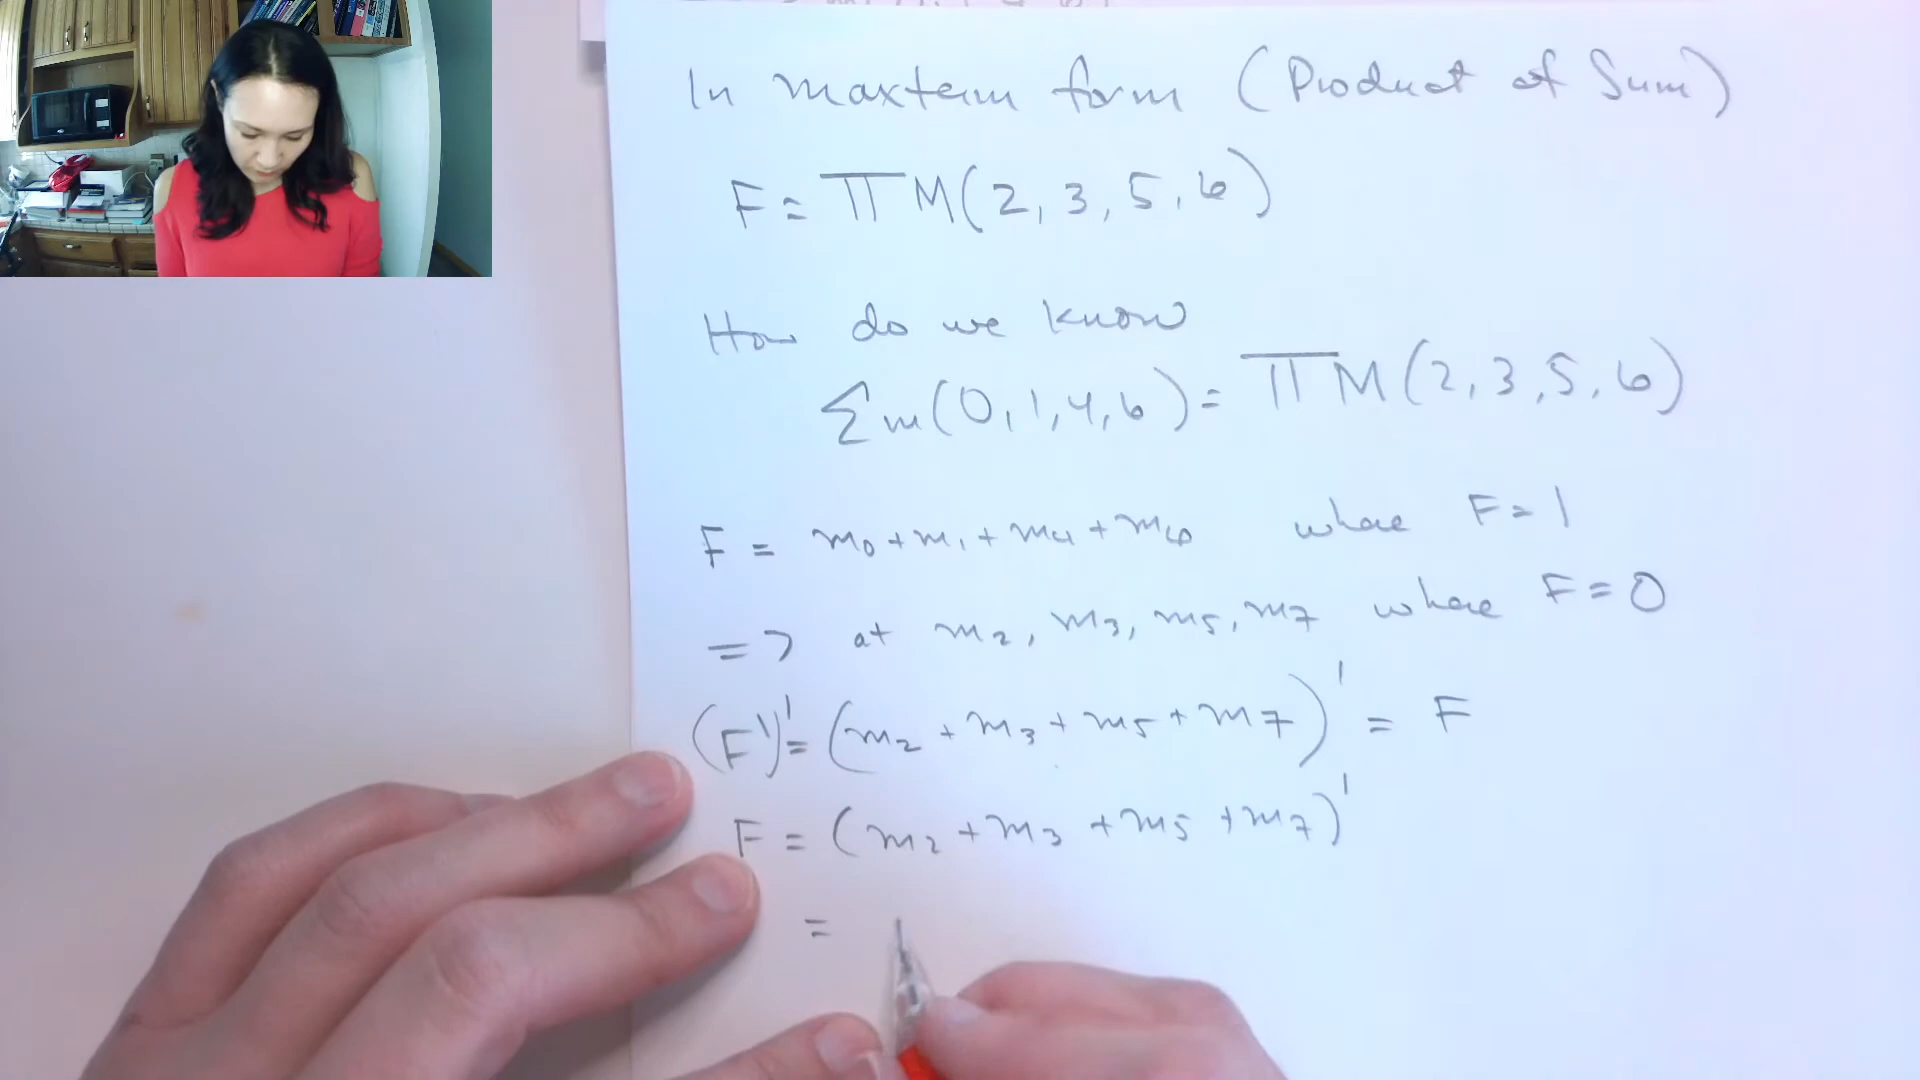 In maxterm form (Product of Sum)
F = ΠM(2, 3, 5, 6)
How do we know
Σm(0, 1, 4, 6) = ΠM(2, 3, 5, 6)
F = m0 + m1 + m4 + m6 where F = 1
=> at m2, m3, m5, m7 where F = 0
(F')' = (m2 + m3 + m5 + m7)' = F
F = (m2 + m3 + m5 + m7)'
=